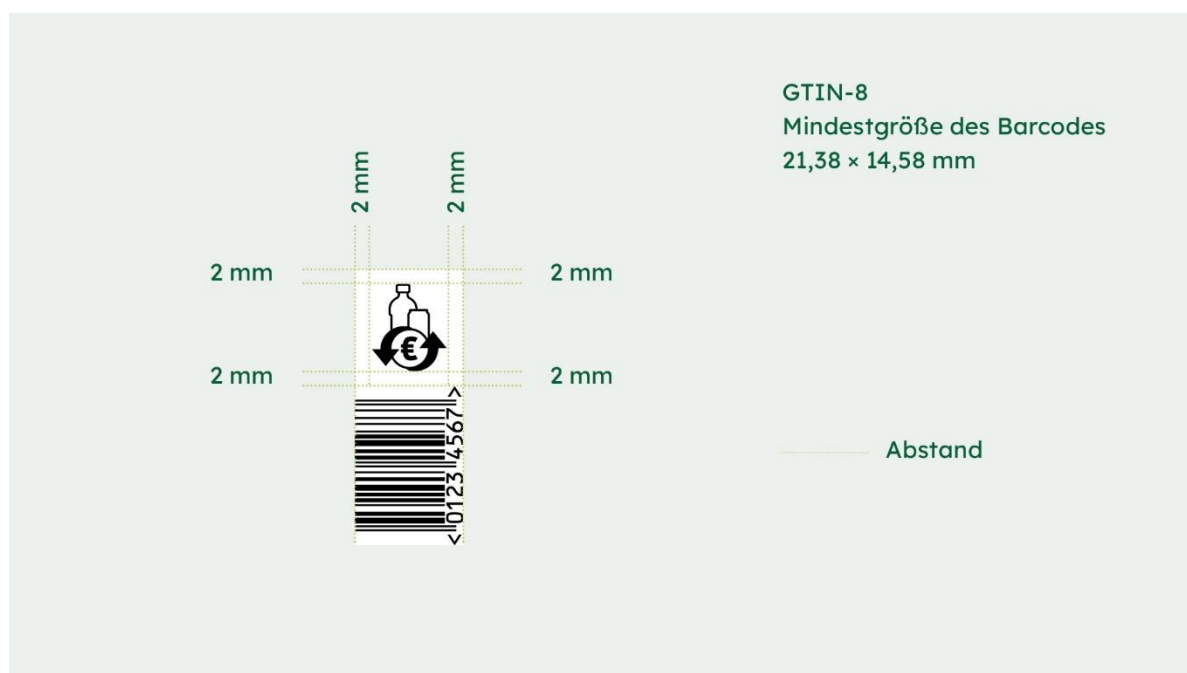 GTIN-8
Mindestgröße des Barcodes
21,38 × 14,58 mm
2 mm
2 mm
2 mm
2 mm
€
2 mm
2 mm
<0123 4567>
Abstand